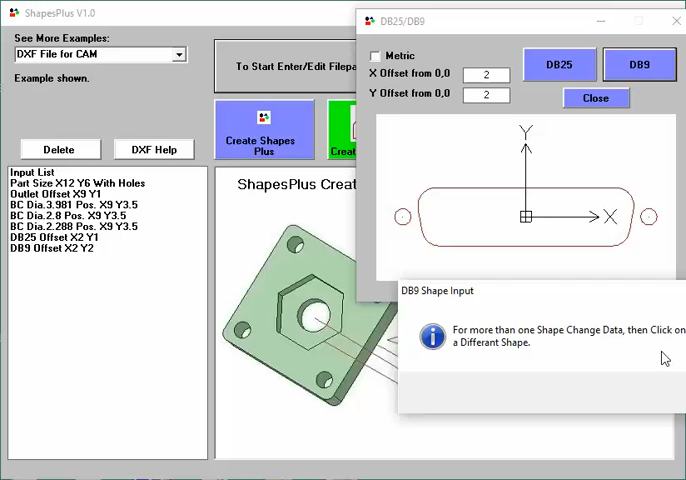 ShapesPlus V1.0
DB25/DB9
See More Examples:
DXF File for CAM
Example shown.
To Start Enter/Edit
Metric
X Offset from 0,0
2
Y Offset from 0,0
2
DB25
DB9
Close
Create Shapes
Plus
Delete
DXF Help
Input List
Part Size X12 Y6 With Holes
Outlet Offset X9 Y1
BC Dia.3.981 Pos. X9 Y3.5
BC Dia.2.8 Pos. X9 Y3.5
BC Dia.2.288 Pos. X9 Y3.5
DB25 Offset X2 Y1
DB9 Offset X2 Y2
ShapesPlus
Y
X
DB9 Shape Input
For more than one Shape Change Data, then Click on
a Differant Shape.